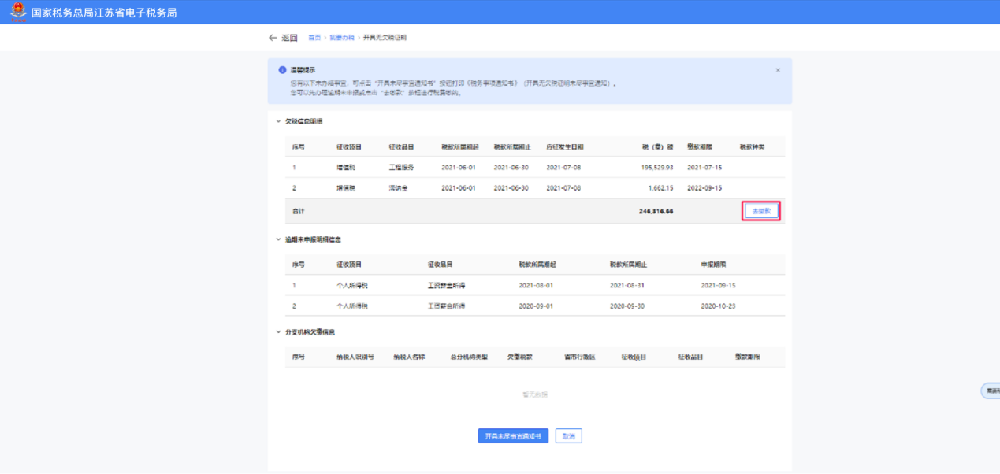 国家税务总局江苏省电子税务局
← 返回 首页 > 我要办税 > 开具无欠税证明
温馨提示 ×
您有以下未办结事宜，可点击“开具未尽事宜通知书”按钮打印《税务事项通知书》（开具无欠税证明未尽事宜通知）。
您可以先办理逾期未申报或点击“去缴款”按钮进行税费缴纳。
欠税信息明细
序号 征收项目 征收品目 税款所属期起 税款所属期止 应征发生日期 税（费）额 缴款期限 税款种类
1 增值税 工程服务 2021-06-01 2021-06-30 2021-07-08 195,529.93 2021-07-15
2 增值税 滞纳金 2021-06-01 2021-06-30 2021-07-08 1,662.15 2022-09-15
合计 246,316.66 去缴款
逾期未申报明细信息
序号 征收项目 征收品目 税款所属期起 税款所属期止 申报期限
1 个人所得税 工资薪金所得 2021-08-01 2021-08-31 2021-09-15
2 个人所得税 工资薪金所得 2020-09-01 2020-09-30 2020-10-23
分支机构欠缴信息
序号 纳税人识别号 纳税人名称 总分机构类型 欠缴税款 省市行政区 征收项目 征收品目 缴款期限
暂无数据
开具未尽事宜通知书 取消